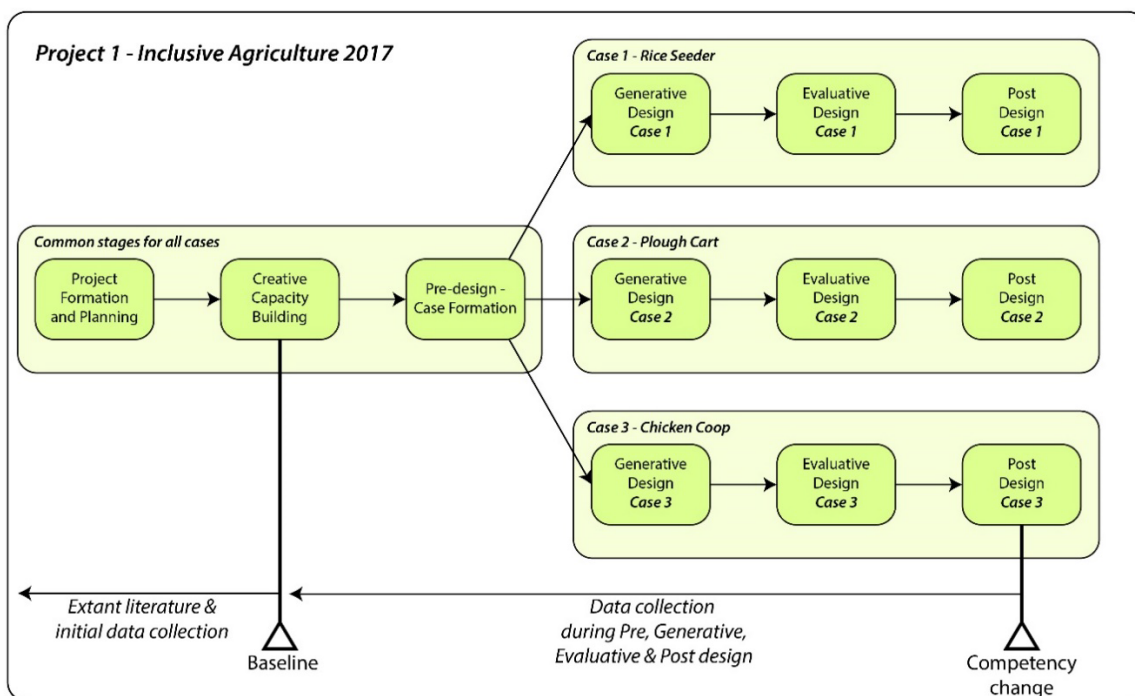 Project 1 - Inclusive Agriculture 2017
Case 1 - Rice Seeder
Generative
Design
Case 1
Evaluative
Design
Case 1
Post
Design
Case 1
Common stages for all cases
Project
Formation
and Planning
Creative
Capacity
Building
Pre-design -
Case Formation
Case 2 - Plough Cart
Generative
Design
Case 2
Evaluative
Design
Case 2
Post
Design
Case 2
Case 3 - Chicken Coop
Generative
Design
Case 3
Evaluative
Design
Case 3
Post
Design
Case 3
Extant literature &
initial data collection
Data collection
during Pre, Generative,
Evaluative & Post design
Baseline
Competency
change